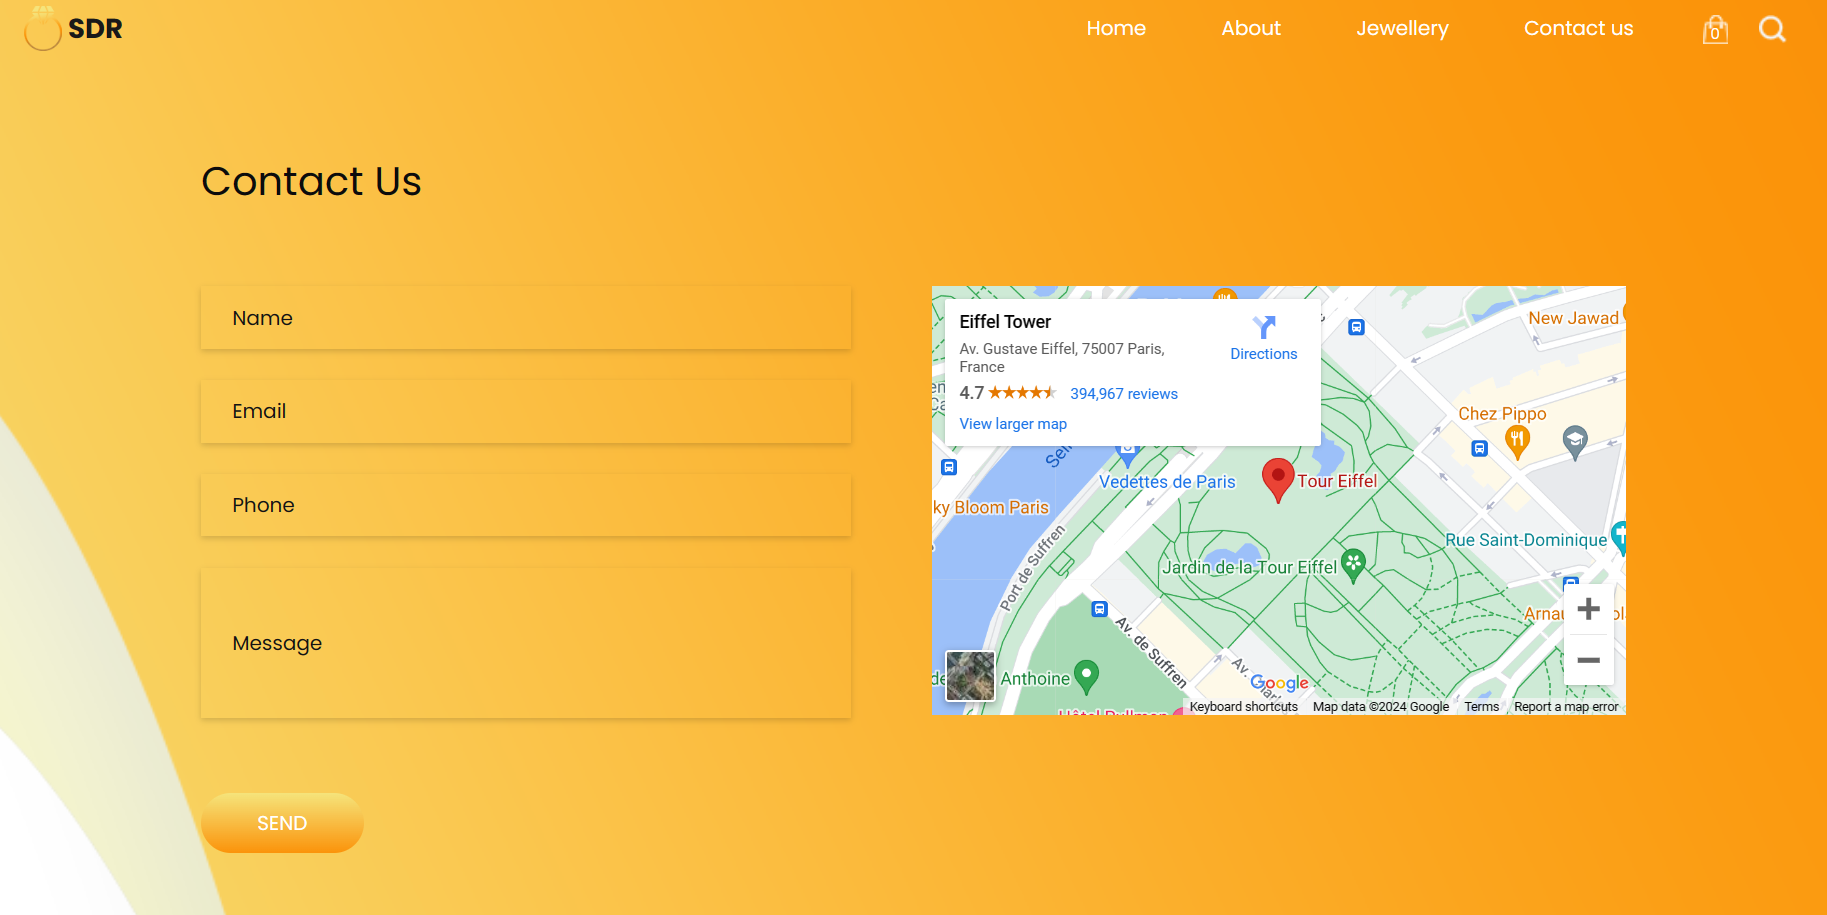 SDR
Home
About
Jewellery
Contact us
0
Contact Us
Name
Email
Phone
Message
SEND
Eiffel Tower
Av. Gustave Eiffel, 75007 Paris,
France
4.7
394,967 reviews
View larger map
Directions
New Jawad
Chez Pippo
Vedettes de Paris
Tour Eiffel
ky Bloom Paris
Port de Suffren
Rue Saint-Dominique
Jardin de la Tour Eiffel
Av. de Suffren
Av.
Anthoine
Google
Keyboard shortcuts
Map data ©2024 Google
Terms
Report a map error